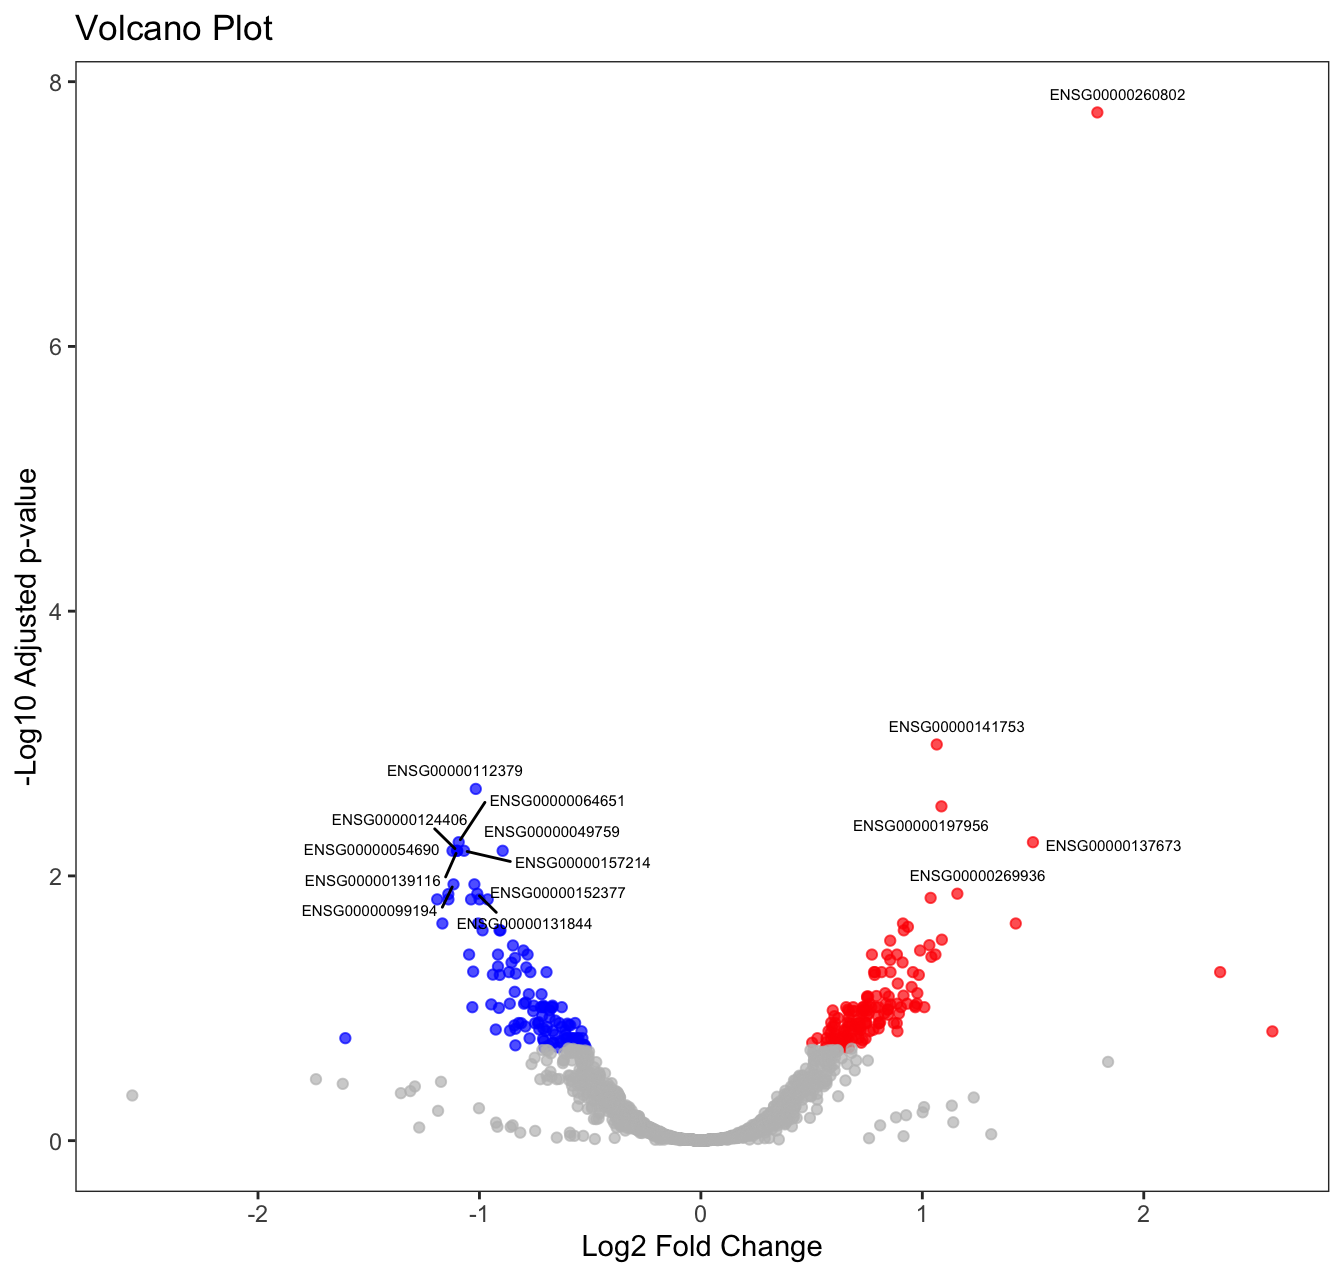 Volcano Plot
-Log10 Adjusted p-value
8
6
4
2
0
ENSG00000260802
ENSG00000141753
ENSG00000112379
ENSG00000064651
ENSG00000124406
ENSG00000197956
ENSG00000049759
ENSG00000137673
ENSG00000054690
ENSG00000157214
ENSG00000269936
ENSG00000139116
ENSG00000152377
ENSG00000099194
ENSG00000131844
-2
-1
0
1
2
Log2 Fold Change